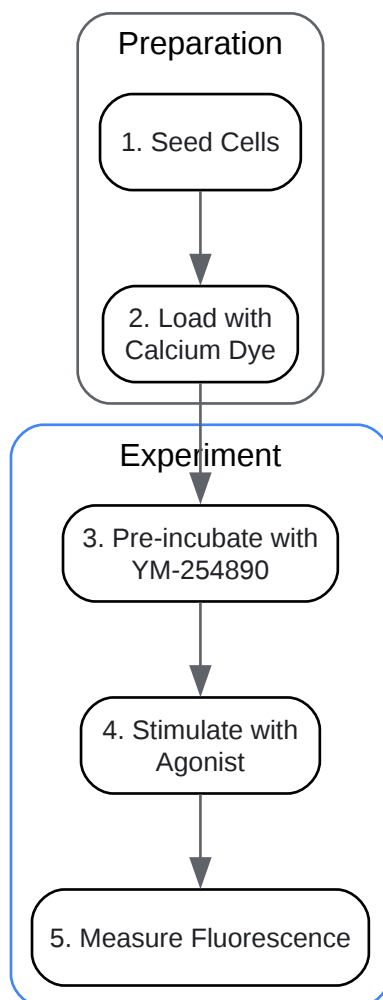 Preparation
1. Seed Cells
2. Load with
Calcium Dye
Experiment
3. Pre-incubate with
YM-254890
4. Stimulate with
Agonist
5. Measure Fluorescence